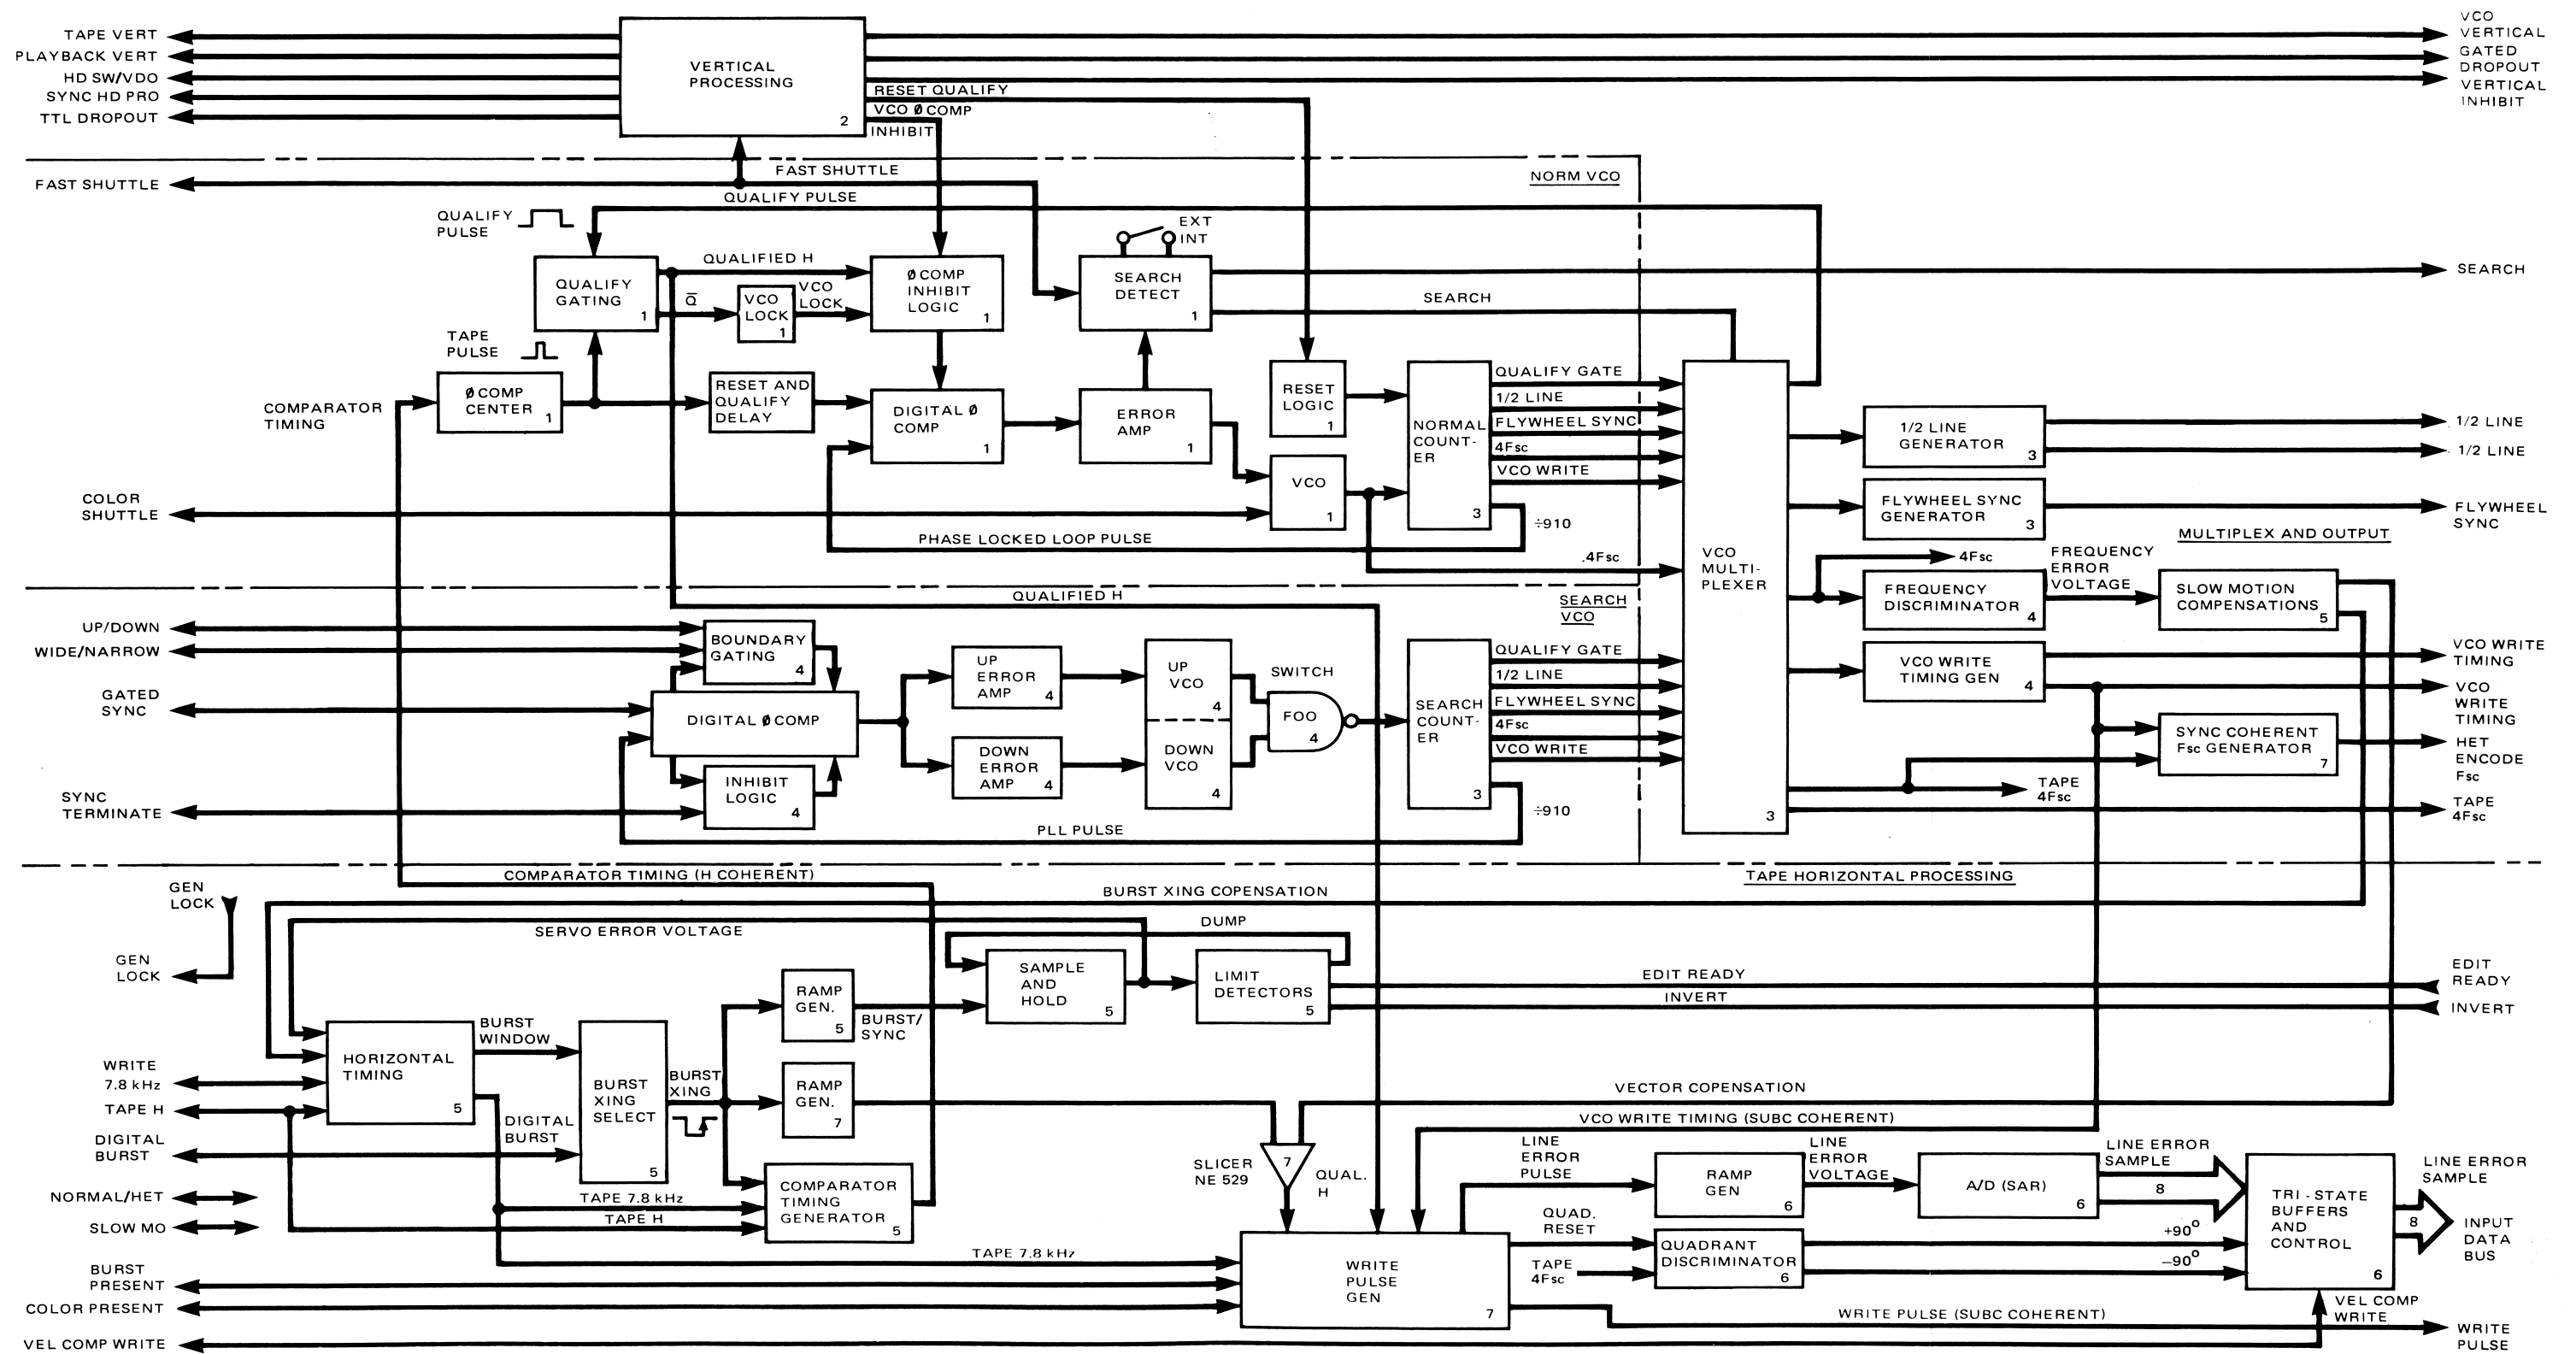 TAPE VERT
PLAYBACK VERT
HD SW/VDO
SYNC HD PRO
TTL DROPOUT
VERTICAL
PROCESSING
2
RESET QUALIFY
VCO Ø COMP
INHIBIT
VCO
VERTICAL
GATED
DROPOUT
VERTICAL
INHIBIT
FAST SHUTTLE
FAST SHUTTLE
NORM VCO
QUALIFY PULSE
QUALIFY
PULSE
EXT
INT
QUALIFIED H
QUALIFY
GATING
1
Q̅
VCO
LOCK
1
VCO
LOCK
Ø COMP
INHIBIT
LOGIC
1
SEARCH
DETECT
1
SEARCH
SEARCH
TAPE
PULSE
COMPARATOR
TIMING
Ø COMP
CENTER
1
RESET AND
QUALIFY
DELAY
DIGITAL Ø
COMP
1
ERROR
AMP
1
RESET
LOGIC
1
VCO
1
NORMAL
COUNT-
ER
3
QUALIFY GATE
1/2 LINE
FLYWHEEL SYNC
4Fsc
VCO WRITE
÷910
.4Fsc
COLOR
SHUTTLE
PHASE LOCKED LOOP PULSE
VCO
MULTI-
PLEXER
3
1/2 LINE
GENERATOR
3
1/2 LINE
1/2 LINE
FLYWHEEL SYNC
GENERATOR
3
FLYWHEEL
SYNC
MULTIPLEX AND OUTPUT
4Fsc
FREQUENCY
ERROR
VOLTAGE
FREQUENCY
DISCRIMINATOR
4
SLOW MOTION
COMPENSATIONS
5
VCO WRITE
TIMING GEN
4
VCO WRITE
TIMING
VCO
WRITE
TIMING
SYNC COHERENT
Fsc GENERATOR
7
HET
ENCODE
Fsc
TAPE
4Fsc
TAPE
4Fsc
QUALIFIED H
SEARCH
VCO
UP/DOWN
WIDE/NARROW
GATED
SYNC
SYNC
TERMINATE
BOUNDARY
GATING
4
DIGITAL Ø COMP
INHIBIT
LOGIC
4
UP
ERROR
AMP
4
DOWN
ERROR
AMP
4
UP
VCO
4
DOWN
VCO
4
SWITCH
FOO
4
SEARCH
COUNT-
ER
3
QUALIFY GATE
1/2 LINE
FLYWHEEL SYNC
4Fsc
VCO WRITE
÷910
PLL PULSE
COMPARATOR TIMING (H COHERENT)
TAPE HORIZONTAL PROCESSING
GEN
LOCK
GEN
LOCK
BURST XING COPENSATION
SERVO ERROR VOLTAGE
DUMP
SAMPLE
AND
HOLD
5
LIMIT
DETECTORS
5
EDIT READY
INVERT
EDIT
READY
INVERT
WRITE
7.8 kHz
TAPE H
DIGITAL
BURST
NORMAL/HET
SLOW MO
HORIZONTAL
TIMING
5
BURST
WINDOW
DIGITAL
BURST
BURST
XING
SELECT
5
BURST
XING
RAMP
GEN.
5
BURST/
SYNC
RAMP
GEN.
7
COMPARATOR
TIMING
GENERATOR
5
TAPE 7.8 kHz
TAPE H
TAPE 7.8 kHz
VECTOR COPENSATION
VCO WRITE TIMING (SUBC COHERENT)
SLICER
NE 529
7
QUAL.
H
LINE
ERROR
PULSE
RAMP
GEN
6
LINE
ERROR
VOLTAGE
A/D (SAR)
6
LINE ERROR
SAMPLE
8
TRI - STATE
BUFFERS
AND
CONTROL
6
LINE ERROR
SAMPLE
8
INPUT
DATA
BUS
QUAD.
RESET
TAPE
4Fsc
QUADRANT
DISCRIMINATOR
6
+90°
−90°
BURST
PRESENT
COLOR PRESENT
VEL COMP WRITE
WRITE
PULSE
GEN
7
WRITE PULSE (SUBC COHERENT)
VEL COMP
WRITE
WRITE
PULSE